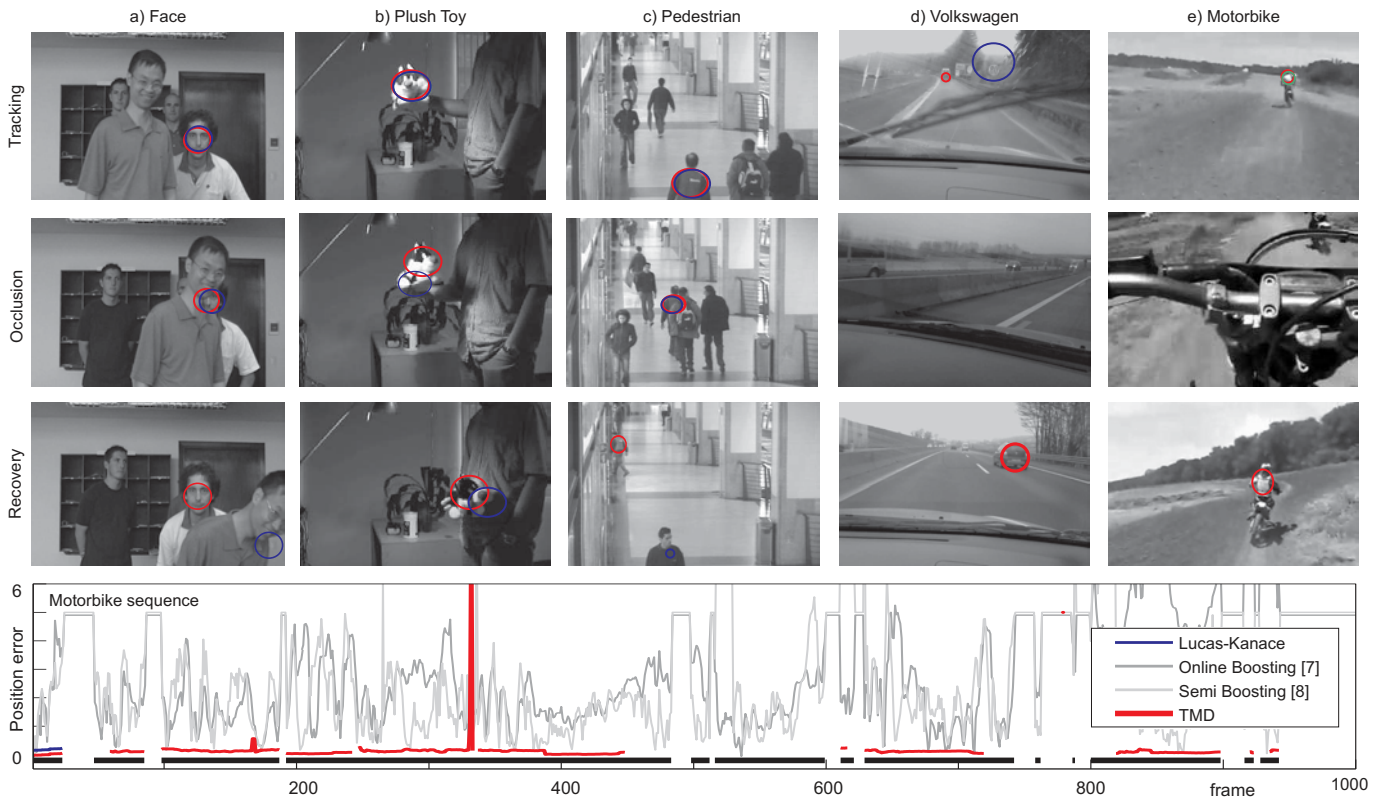 a) Face
b) Plush Toy
c) Pedestrian
d) Volkswagen
e) Motorbike
Tracking
Occlusion
Recovery
6
Motorbike sequence
Position error
0
Lucas-Kanace
Online Boosting [7]
Semi Boosting [8]
TMD
200
400
600
800
frame
1000